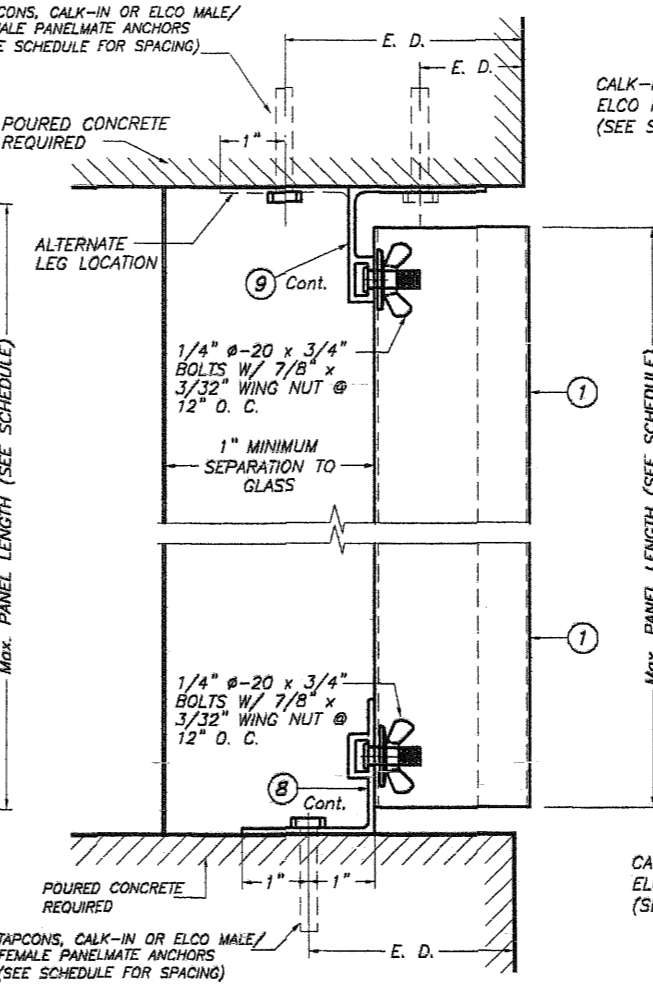 CONS, CALK-IN OR ELCO MALE/
ALE PANELMATE ANCHORS
E SCHEDULE FOR SPACING)
E. D.
E. D.
CALK-
ELCO
(SEE S
POURED CONCRETE
REQUIRED
1"
ALTERNATE
LEG LOCATION
9 Cont.
1/4" ø-20 x 3/4"
BOLTS W/ 7/8" x
3/32" WING NUT @
12" O. C.
1
1" MINIMUM
SEPARATION TO
GLASS
Max. PANEL LENGTH (SEE SCHEDULE)
Max. PANEL LENGTH (SEE SCHEDULE)
1
1/4" ø-20 x 3/4"
BOLTS W/ 7/8" x
3/32" WING NUT @
12" O. C.
8
Cont.
POURED CONCRETE
REQUIRED
1" 1"
CA
ELC
(SE
TAPCONS, CALK-IN OR ELCO MALE/
FEMALE PANELMATE ANCHORS
(SEE SCHEDULE FOR SPACING)
E. D.